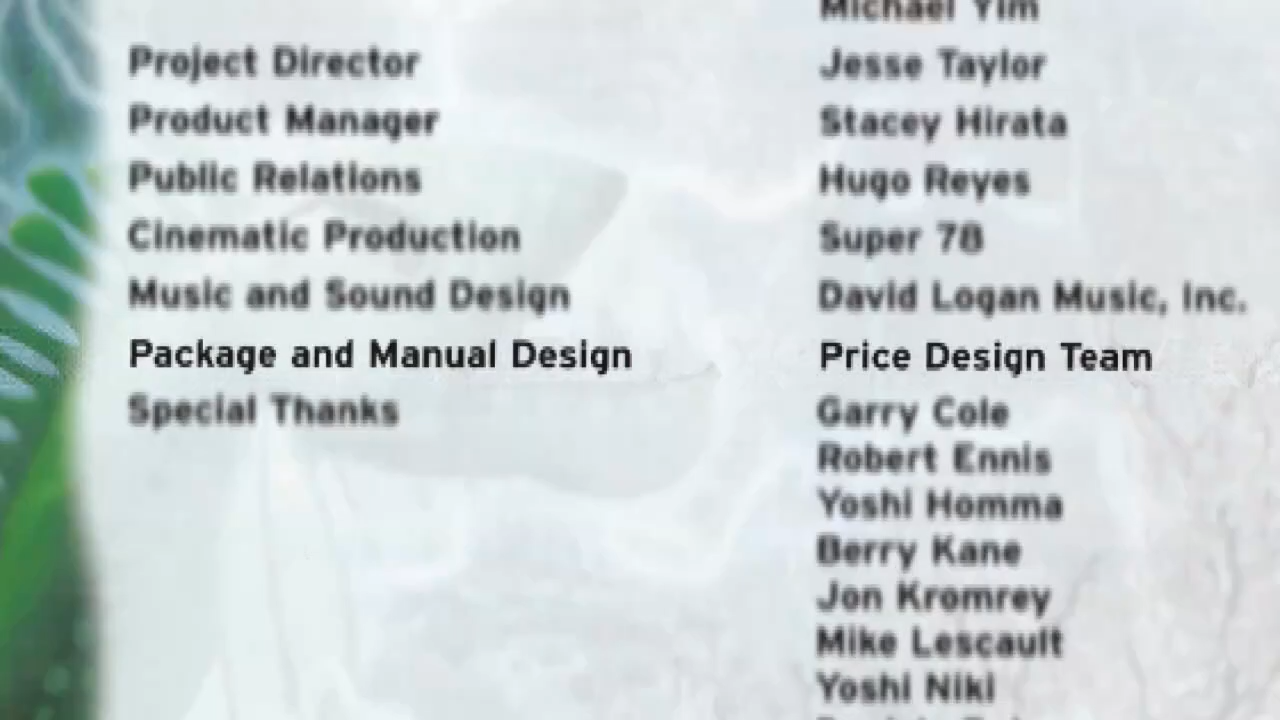 Michael Yim
Project Director Jesse Taylor
Product Manager Stacey Hirata
Public Relations Hugo Reyes
Cinematic Production Super 78
Music and Sound Design David Logan Music, Inc.
Package and Manual Design Price Design Team
Special Thanks Garry Cole
Robert Ennis
Yoshi Homma
Berry Kane
Jon Kromrey
Mike Lescault
Yoshi Niki